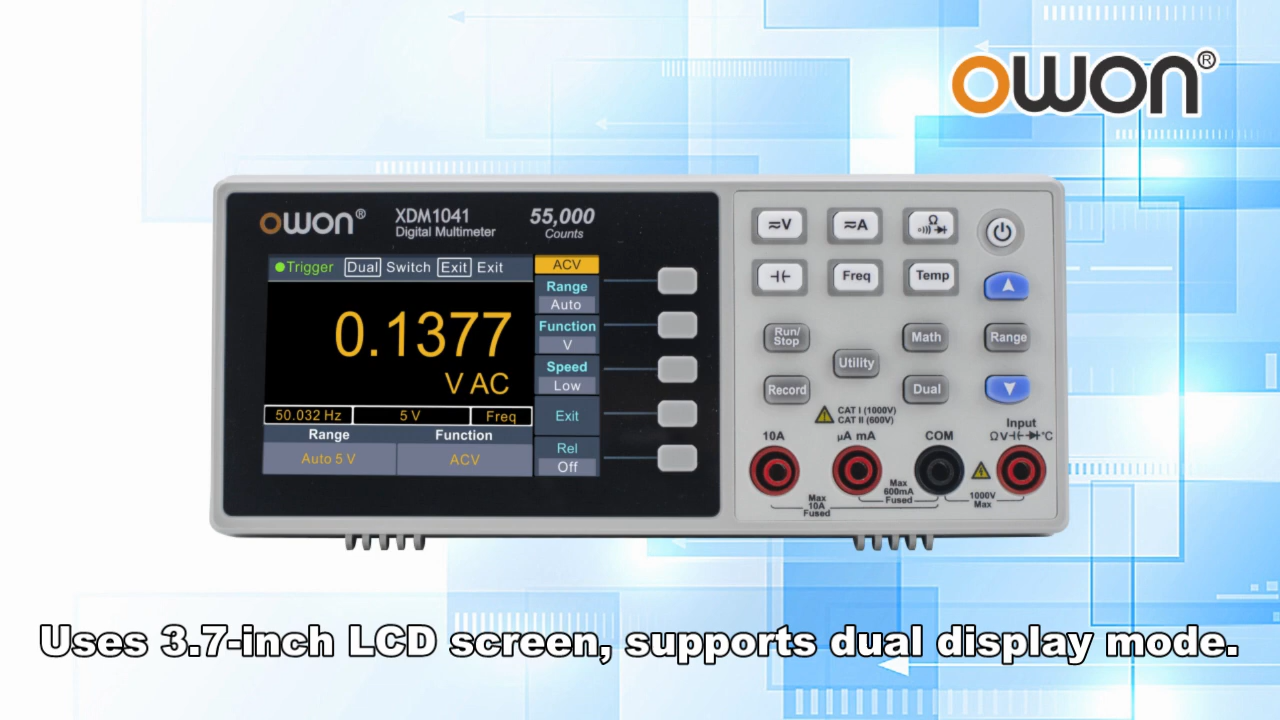 OWON®
OWON® XDM1041 55,000
Digital Multimeter Counts
Trigger Dual Switch Exit Exit
ACV
Range
Auto
0.1377
V AC
Function
V
Speed
Low
Exit
Rel
Off
50.032 Hz 5 V Freq
Range Function
Auto 5 V ACV
≂V ≂A Ω
Freq Temp
Run/
Stop
Math Range
Utility
Record Dual
CAT I (1000V)
CAT II (600V)
10A µA mA COM Input
ΩV °C
Max
10A
Fused
Max
600mA
Fused
1000V
Max
Uses 3.7-inch LCD screen, supports dual display mode.